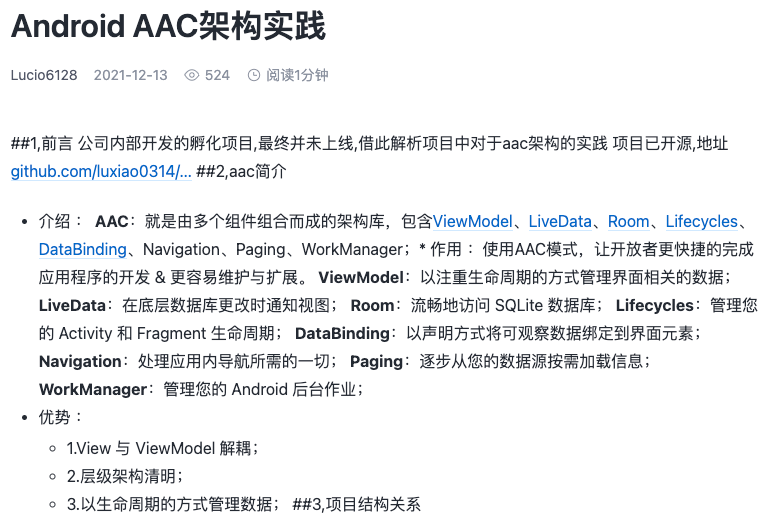 Android AAC架构实践
Lucio6128 2021-12-13 524 阅读1分钟
##1,前言 公司内部开发的孵化项目,最终并未上线,借此解析项目中对于aac架构的实践 项目已开源,地址
github.com/luxiao0314/... ##2,aac简介
• 介绍 ： AAC：就是由多个组件组合而成的架构库，包含ViewModel、LiveData、Room、Lifecycles、
DataBinding、Navigation、Paging、WorkManager；* 作用 ：使用AAC模式，让开发者更快捷的完成
应用程序的开发 & 更容易维护与扩展。 ViewModel：以注重生命周期的方式管理界面相关的数据；
LiveData：在底层数据库更改时通知视图； Room：流畅地访问 SQLite 数据库； Lifecycles：管理您
的 Activity 和 Fragment 生命周期； DataBinding：以声明方式将可观察数据绑定到界面元素；
Navigation：处理应用内导航所需的一切； Paging：逐步从您的数据源按需加载信息；
WorkManager：管理您的 Android 后台作业；
• 优势 ：
◦ 1.View 与 ViewModel 解耦；
◦ 2.层级架构清明；
◦ 3.以生命周期的方式管理数据； ##3,项目结构关系